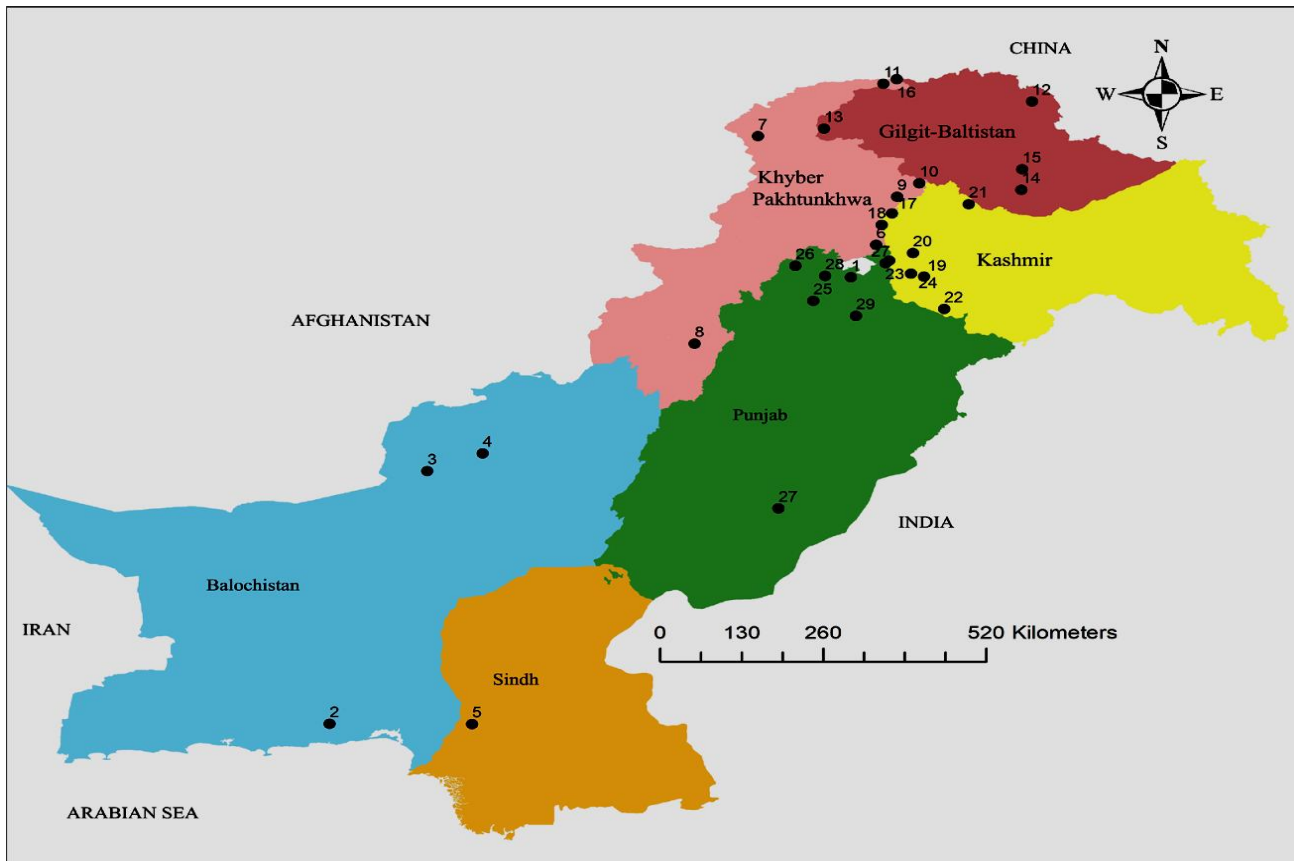 CHINA
N
W E
S
11
16
12
13
7
Gilgit-Baltistan
15
14
Khyber
Pakhtunkhwa
10
9
17
21
18
6
20
27
26
28
1
23
19
24
Kashmir
25
29
22
AFGHANISTAN
8
Punjab
4
3
27
INDIA
Balochistan
IRAN
0 130 260 520 Kilometers
Sindh
2
5
ARABIAN SEA